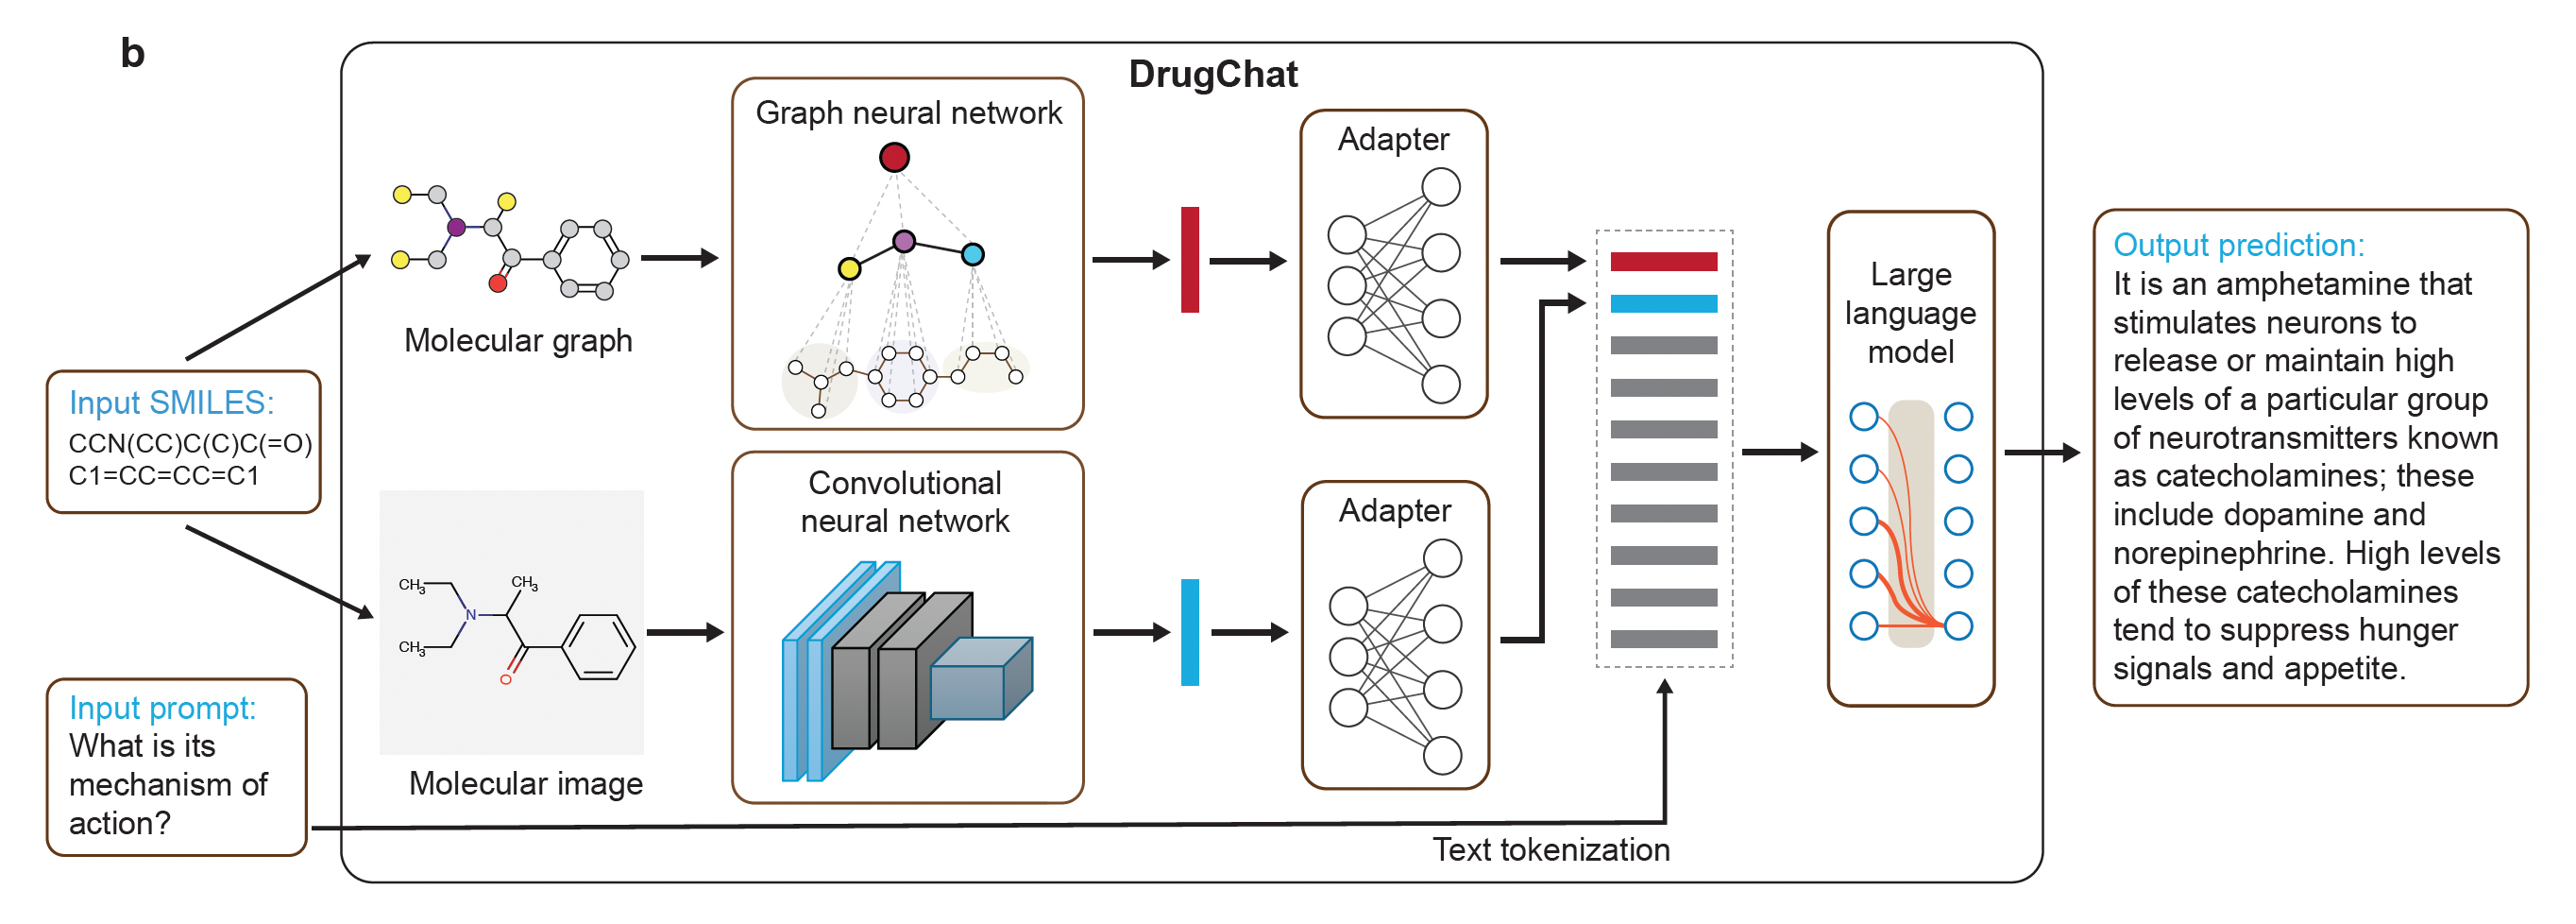 b
DrugChat
Graph neural network
Adapter
Molecular graph
Input SMILES:
CCN(CC)C(C)C(=O)
C1=CC=CC=C1
Convolutional
neural network
Adapter
CH₃
CH₃
N
CH₃
O
Molecular image
Input prompt:
What is its
mechanism of
action?
Text tokenization
Large
language
model
Output prediction:
It is an amphetamine that
stimulates neurons to
release or maintain high
levels of a particular group
of neurotransmitters known
as catecholamines; these
include dopamine and
norepinephrine. High levels
of these catecholamines
tend to suppress hunger
signals and appetite.